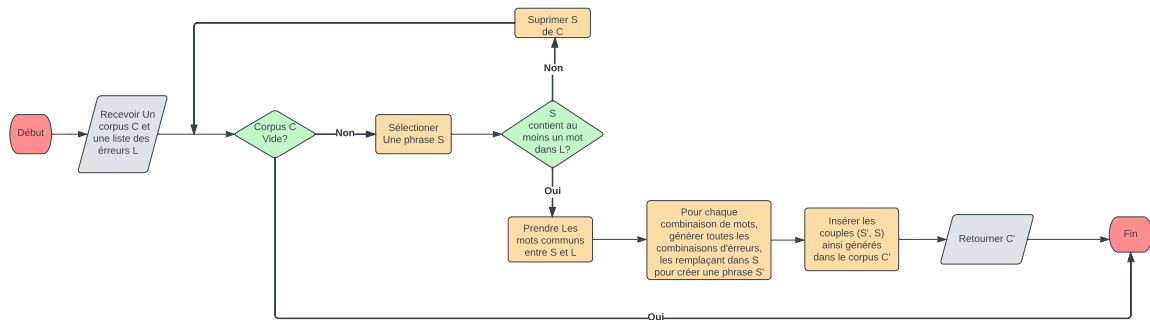 Suprimer S
de C
Non
Début
Recevoir Un
corpus C et
une liste des
érreurs L
Corpus C
Vide?
Non
Sélectioner
Une phrase S
S
contient au
moins un mot
dans L?
Oui
Prendre Les
mots communs
entre S et L
Pour chaque
combinaison de mots,
générer toutes les
combinaisons d'érreurs,
les remplaçant dans S
pour créer une phrase S'
Insérer les
couples (S', S)
ainsi générés
dans le corpus C'
Retourner C'
Fin
Oui